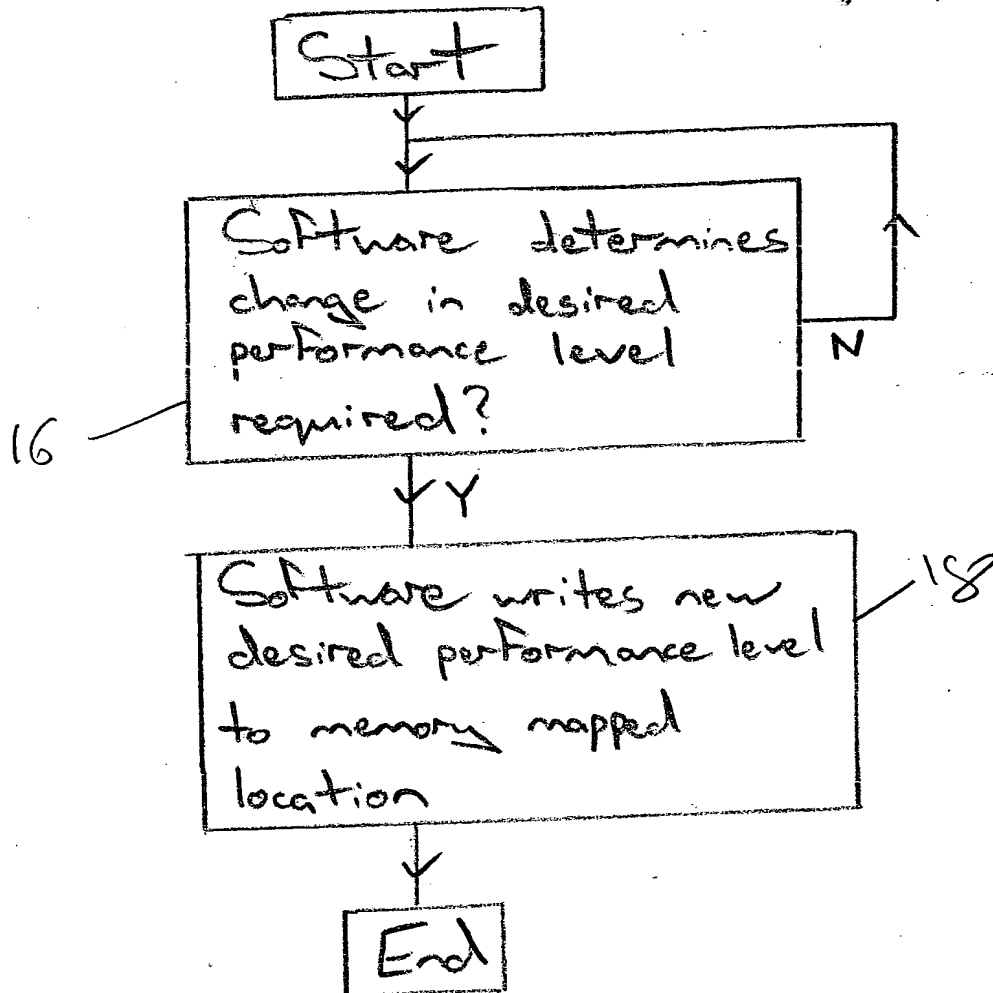 Start
Software determines
change in desired
performance level
required?
N
16
Y
Software writes new
desired performance level
to memory mapped
location
18
End